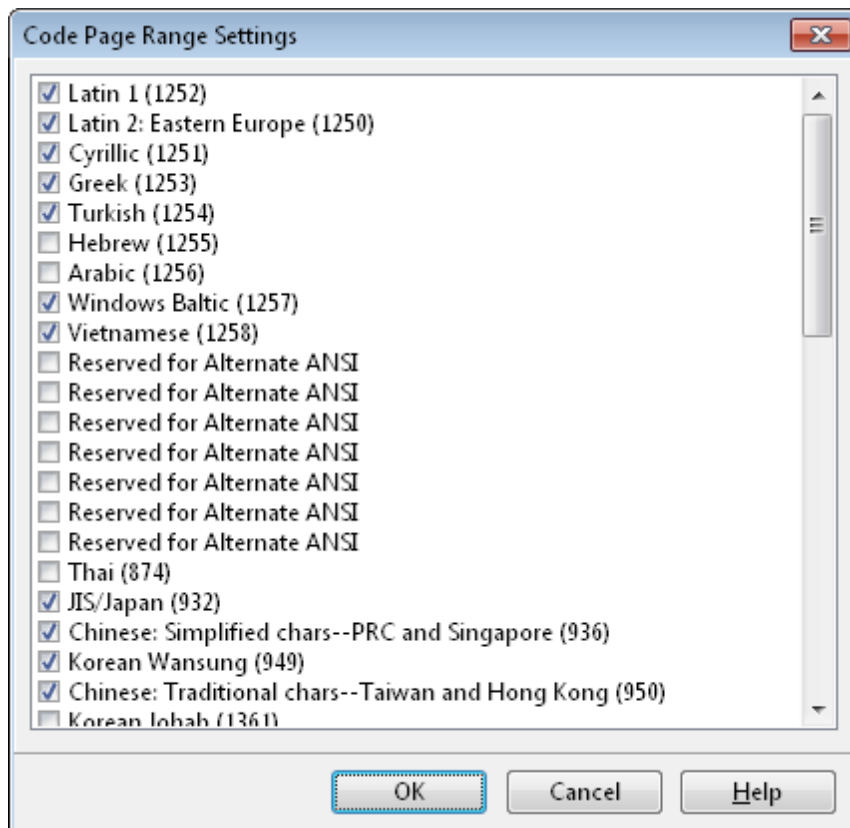 Code Page Range Settings
Latin 1 (1252)
Latin 2: Eastern Europe (1250)
Cyrillic (1251)
Greek (1253)
Turkish (1254)
Hebrew (1255)
Arabic (1256)
Windows Baltic (1257)
Vietnamese (1258)
Reserved for Alternate ANSI
Reserved for Alternate ANSI
Reserved for Alternate ANSI
Reserved for Alternate ANSI
Reserved for Alternate ANSI
Reserved for Alternate ANSI
Reserved for Alternate ANSI
Thai (874)
JIS/Japan (932)
Chinese: Simplified chars--PRC and Singapore (936)
Korean Wansung (949)
Chinese: Traditional chars--Taiwan and Hong Kong (950)
Korean Johab (1361)
OK Cancel Help